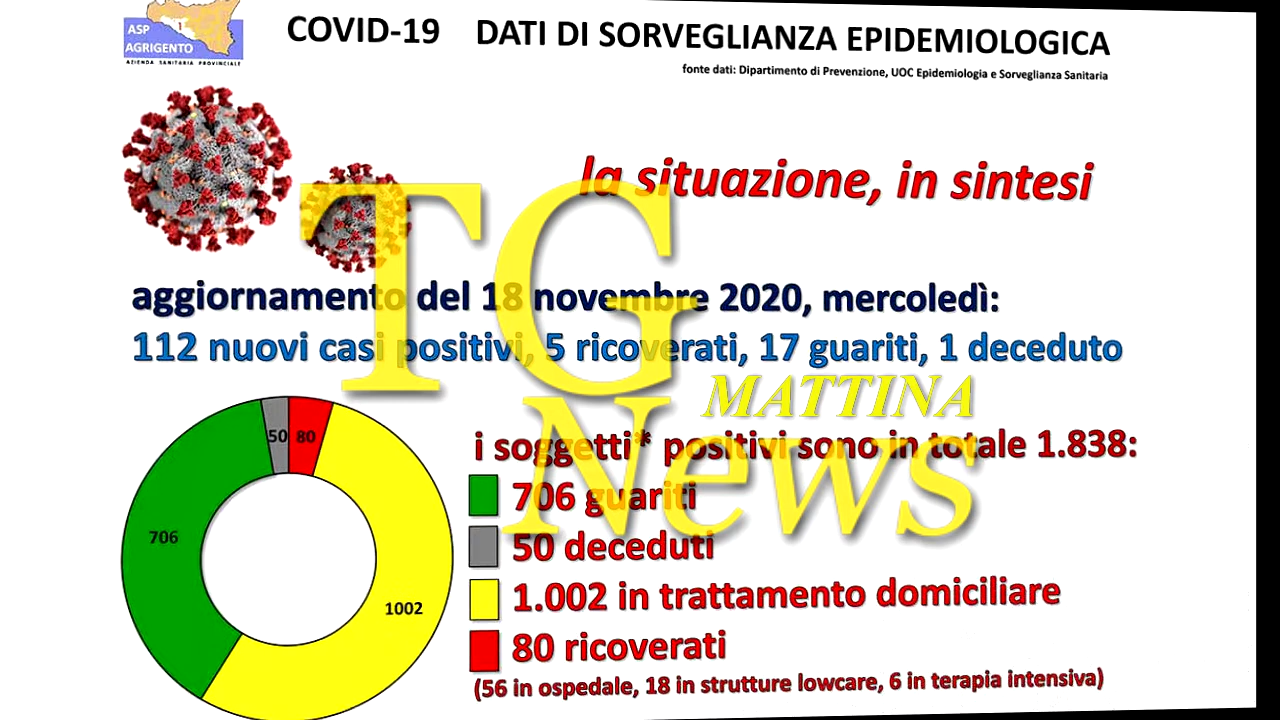 ASP
AGRIGENTO
AZIENDA SANITARIA PROVINCIALE
COVID-19 DATI DI SORVEGLIANZA EPIDEMIOLOGICA
fonte dati: Dipartimento di Prevenzione, UOC Epidemiologia e Sorveglianza Sanitaria
la situazione, in sintesi
TG
aggiornamento del 18 novembre 2020, mercoledì:
112 nuovi casi positivi, 5 ricoverati, 17 guariti, 1 deceduto
MATTINA
News
50 80
706
1002
i soggetti* positivi sono in totale 1.838:
706 guariti
50 deceduti
1.002 in trattamento domiciliare
80 ricoverati
(56 in ospedale, 18 in strutture lowcare, 6 in terapia intensiva)